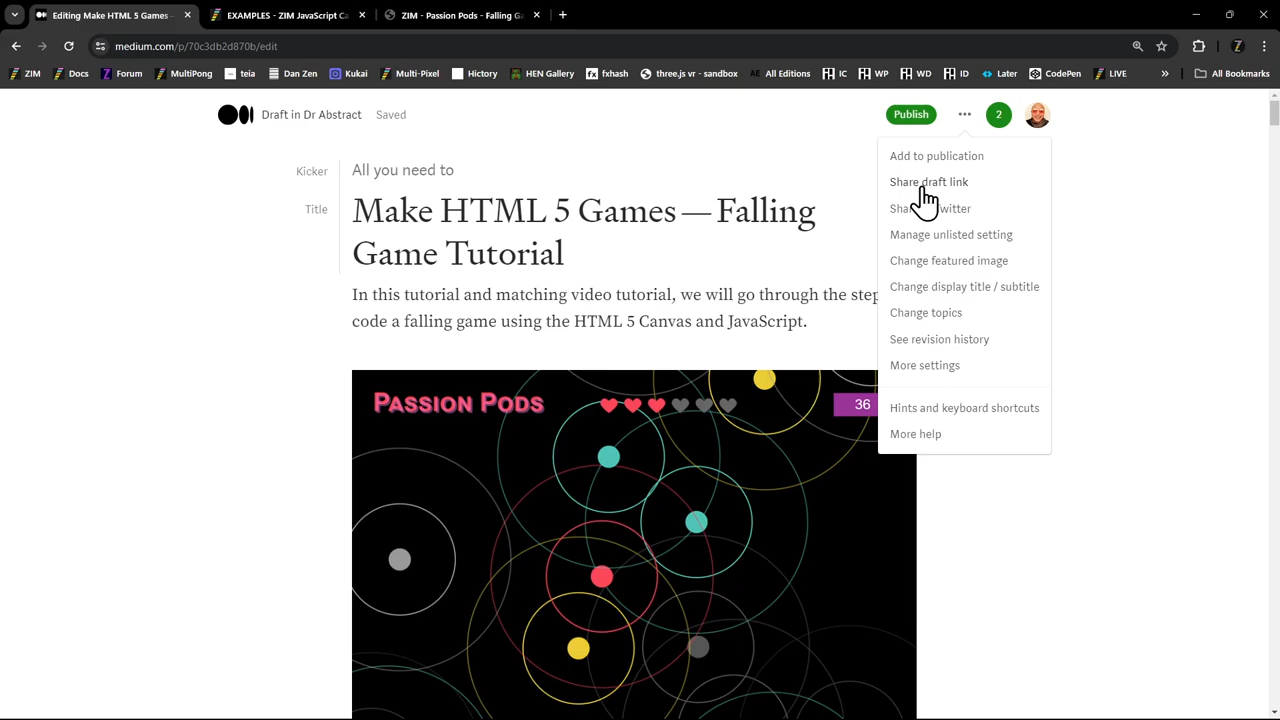 Editing Make HTML 5 Games –
EXAMPLES - ZIM JavaScript Ca
ZIM - Passion Pods - Falling Ga
medium.com/p/70c3db2d870b/edit
ZIM
Docs
Forum
MultiPong
teia
Dan Zen
Kukai
Multi-Pixel
Hictory
HEN Gallery
fxhash
three.js vr - sandbox
AE All Editions
IC
WP
WD
ID
Later
CodePen
LIVE
All Bookmarks
Draft in Dr Abstract
Saved
Publish
2
Add to publication
Share draft link
Manage unlisted setting
Change featured image
Change display title / subtitle
Change topics
See revision history
More settings
Hints and keyboard shortcuts
More help
Kicker
All you need to
Title
Make HTML 5 Games — Falling
Game Tutorial
In this tutorial and matching video tutorial, we will go through the step
code a falling game using the HTML 5 Canvas and JavaScript.
PASSION PODS
36